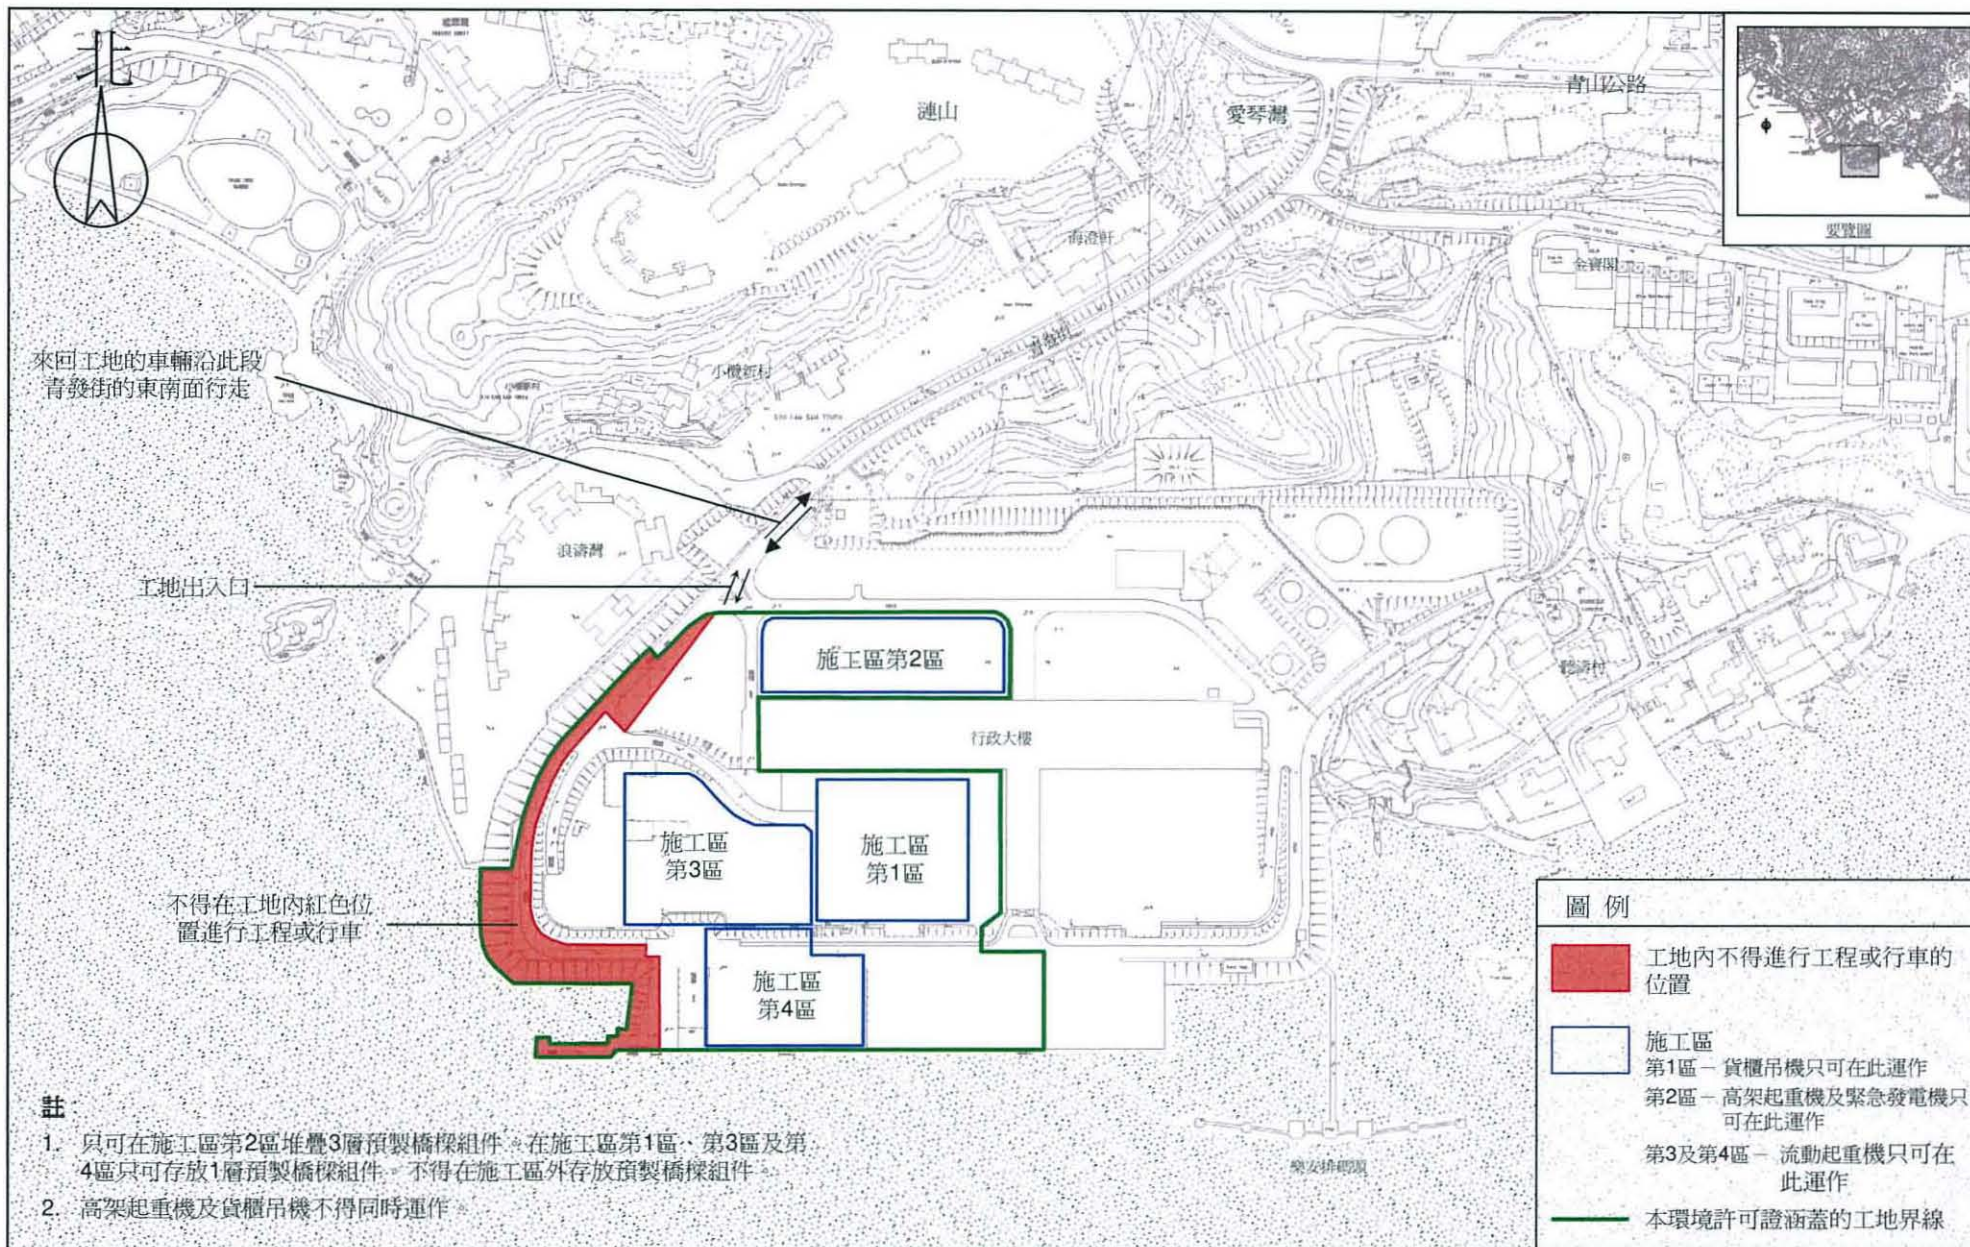 北
漣山
愛琴灣
青山公路
要覽圖
海澄軒
金寶閣
來回工地的車輛沿此段
青發街的東南面行走
小欖新村
SIU LAM SAN TSUEN
青發街
浪濤灣
工地出入口
施工區第2區
聽濤村
行政大樓
施工區
第3區
施工區
第1區
不得在工地內紅色位
置進行工程或行車
施工區
第4區
樂安排碼頭
圖 例
工地內不得進行工程或行車的
位置
施工區
第1區－ 貨櫃吊機只可在此運作
第2區－ 高架起重機及緊急發電機只
可在此運作
第3及第4區－ 流動起重機只可在
此運作
本環境許可證涵蓋的工地界線
註：
1. 只可在施工區第2區堆疊3層預製橋樑組件。在施工區第1區、第3區及第
4區只可存放1層預製橋樑組件。不得在施工區外存放預製橋樑組件。
2. 高架起重機及貨櫃吊機不得同時運作。